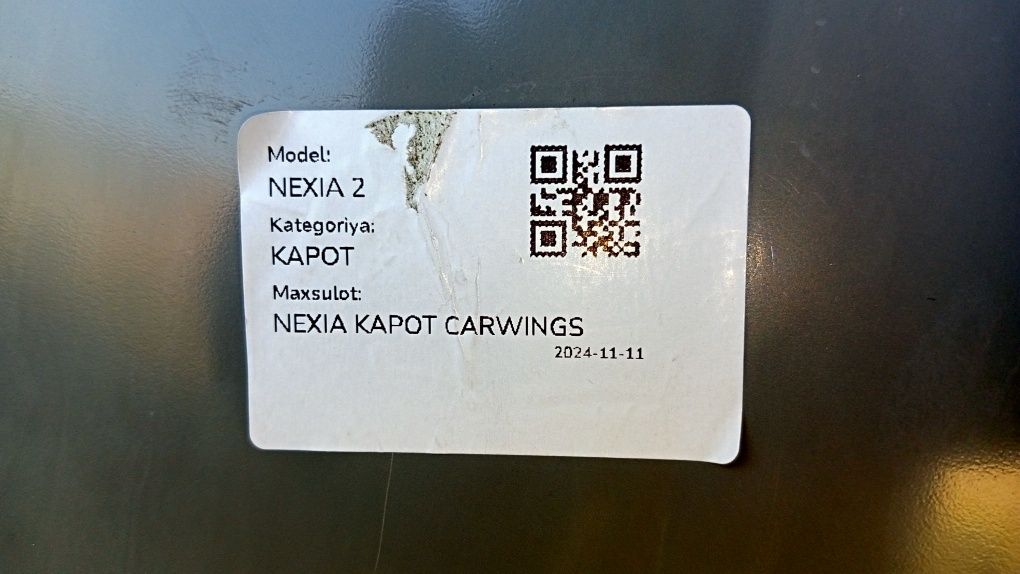 Model:
NEXIA 2
Kategoriya:
KAPOT
Maxsulot:
NEXIA KAPOT CARWINGS
2024-11-11